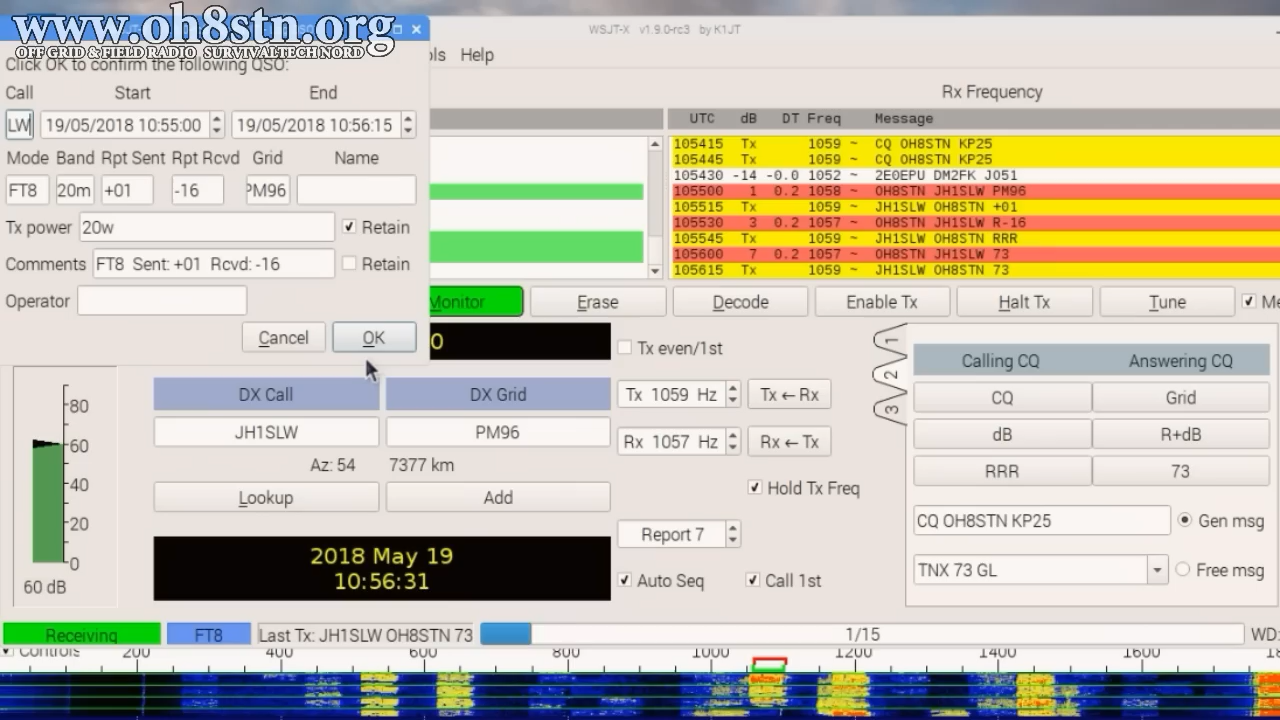 www.oh8stn.org
OFF GRID & FIELD RADIO SURVIVALTECHNORD
WSJT-X v1.9.0-rc3 by K1JT
Help
Click OK to confirm the following QSO:
Call Start End
LW 19/05/2018 10:55:00 19/05/2018 10:56:15
Mode Band Rpt Sent Rpt Rcvd Grid Name
FT8 20m +01 -16 PM96
Tx power 20w Retain
Comments FT8 Sent: +01 Rcvd: -16 Retain
Operator
Cancel OK
Rx Frequency
UTC dB DT Freq Message
105415 Tx 1059 ~ CQ OH8STN KP25
105445 Tx 1059 ~ CQ OH8STN KP25
105430 -14 -0.0 1052 ~ 2E0EPU DM2FK JO51
105500 1 0.2 1058 ~ OH8STN JH1SLW PM96
105515 Tx 1059 ~ JH1SLW OH8STN +01
105530 3 0.2 1057 ~ OH8STN JH1SLW R-16
105545 Tx 1059 ~ JH1SLW OH8STN RRR
105600 7 0.2 1057 ~ OH8STN JH1SLW 73
105615 Tx 1059 ~ JH1SLW OH8STN 73
Monitor Erase Decode Enable Tx Halt Tx Tune
0
Tx even/1st
DX Call DX Grid
JH1SLW PM96
Az: 54 7377 km
Lookup Add
2018 May 19
10:56:31
80
60
40
20
0
60 dB
Tx 1059 Hz Tx ← Rx
Rx 1057 Hz Rx ← Tx
Hold Tx Freq
Report 7
Auto Seq Call 1st
1
2
3
Calling CQ Answering CQ
CQ Grid
dB R+dB
RRR 73
CQ OH8STN KP25 Gen msg
TNX 73 GL Free msg
Receiving FT8 Last Tx: JH1SLW OH8STN 73 1/15 WD:
Controls 200 400 600 800 1000 1200 1400 1600